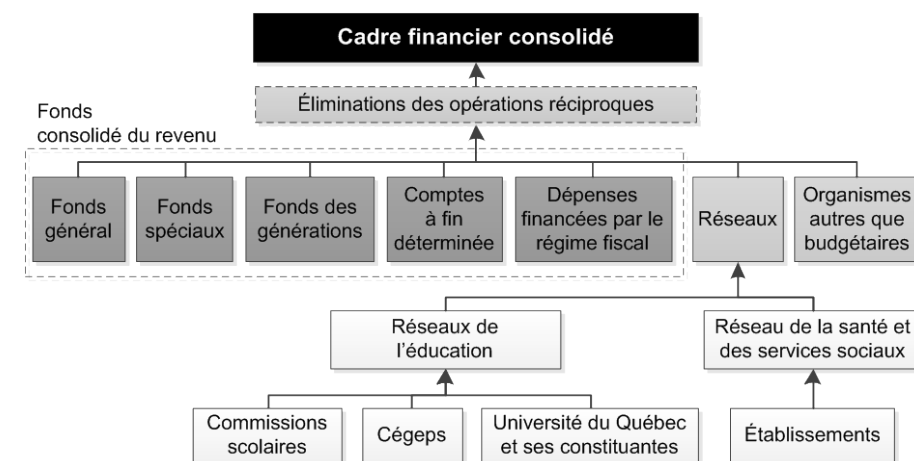 Cadre financier consolidé
Éliminations des opérations réciproques
Fonds
consolidé du revenu
Fonds
général
Fonds
spéciaux
Fonds des
générations
Comptes
à fin
déterminée
Dépenses
financées par le
régime fiscal
Réseaux
Organismes
autres que
budgétaires
Réseaux de
l’éducation
Réseau de la santé et
des services sociaux
Commissions
scolaires
Cégeps
Université du Québec
et ses constituantes
Établissements